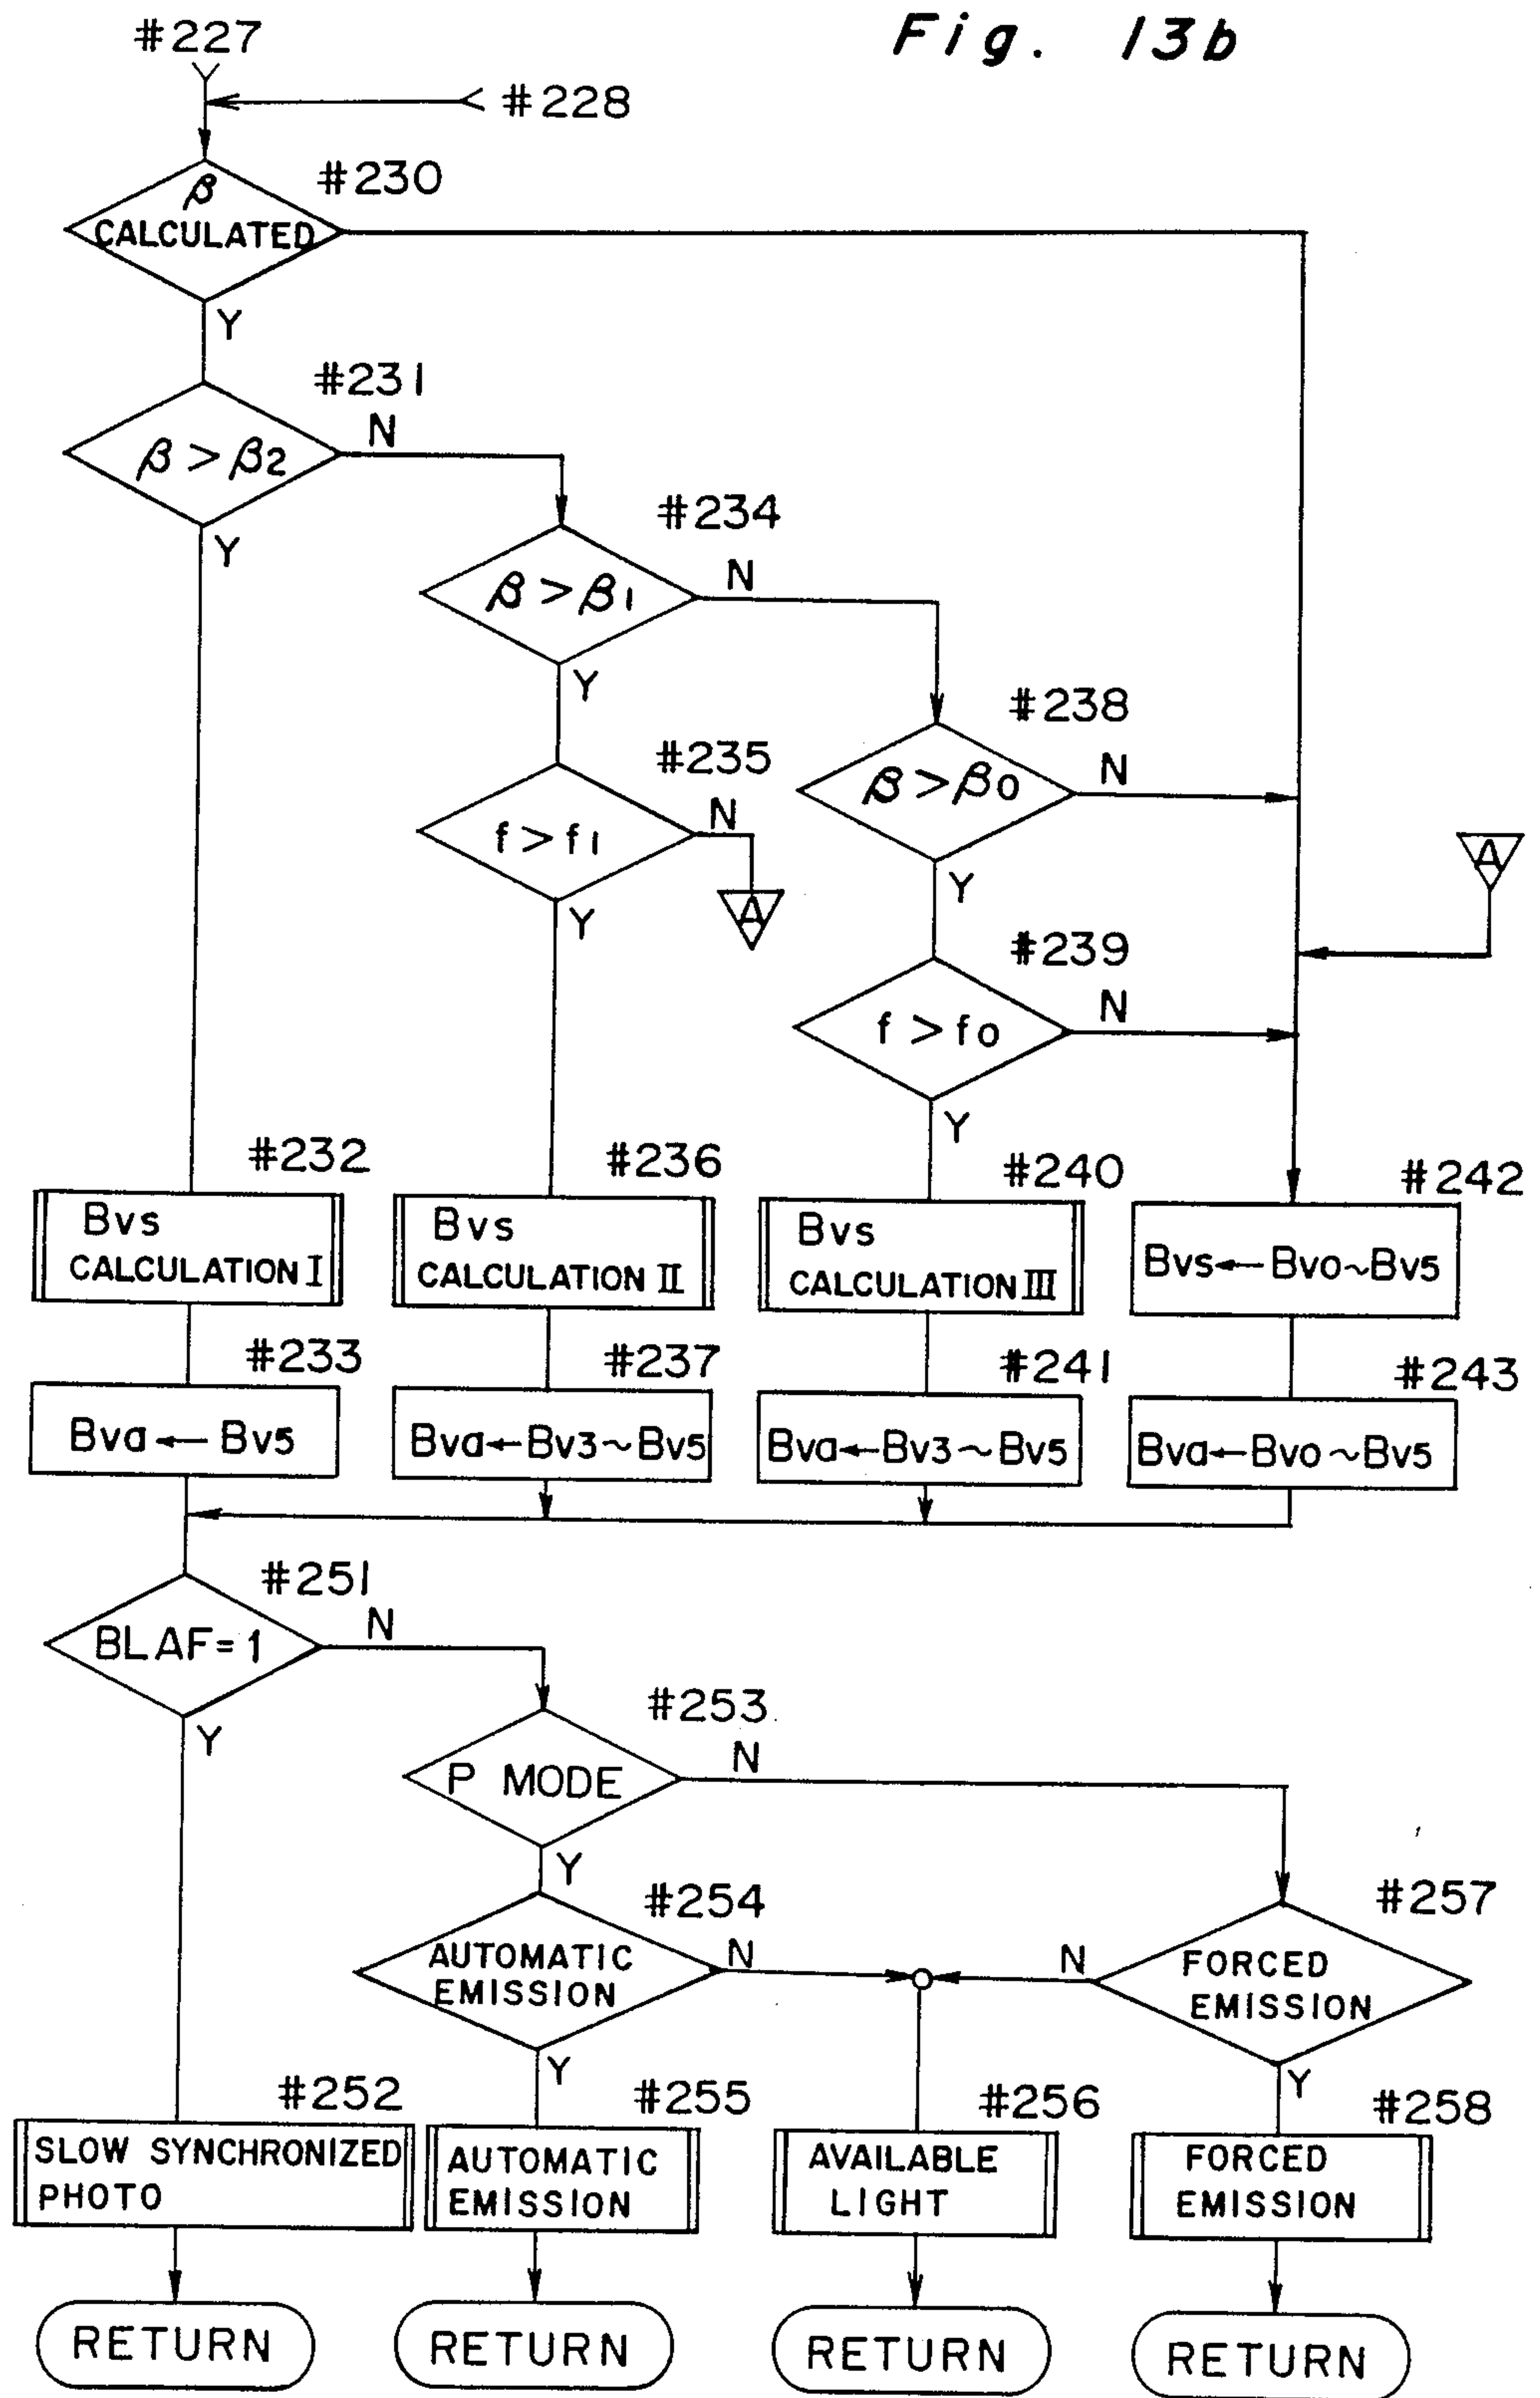 Fig. 13b
#227
#228
#230
β
CALCULATED
Y
#231
β > β2
N
Y
#234
β > β1
N
Y
#238
β > β0
N
#235
f > f1
N
Y
A
A
Y
#239
f > f0
N
Y
#232
Bvs
CALCULATION I
#236
Bvs
CALCULATION II
#240
Bvs
CALCULATION III
#242
Bvs←Bv0~Bv5
#233
Bva ← Bv5
#237
Bva←Bv3~Bv5
#241
Bva←Bv3~Bv5
#243
Bva←Bv0~Bv5
#251
BLAF=1
N
Y
#253
P MODE
N
Y
#254
AUTOMATIC
EMISSION
N
Y
#257
FORCED
EMISSION
N
Y
#252
SLOW SYNCHRONIZED
PHOTO
#255
AUTOMATIC
EMISSION
#256
AVAILABLE
LIGHT
#258
FORCED
EMISSION
RETURN
RETURN
RETURN
RETURN